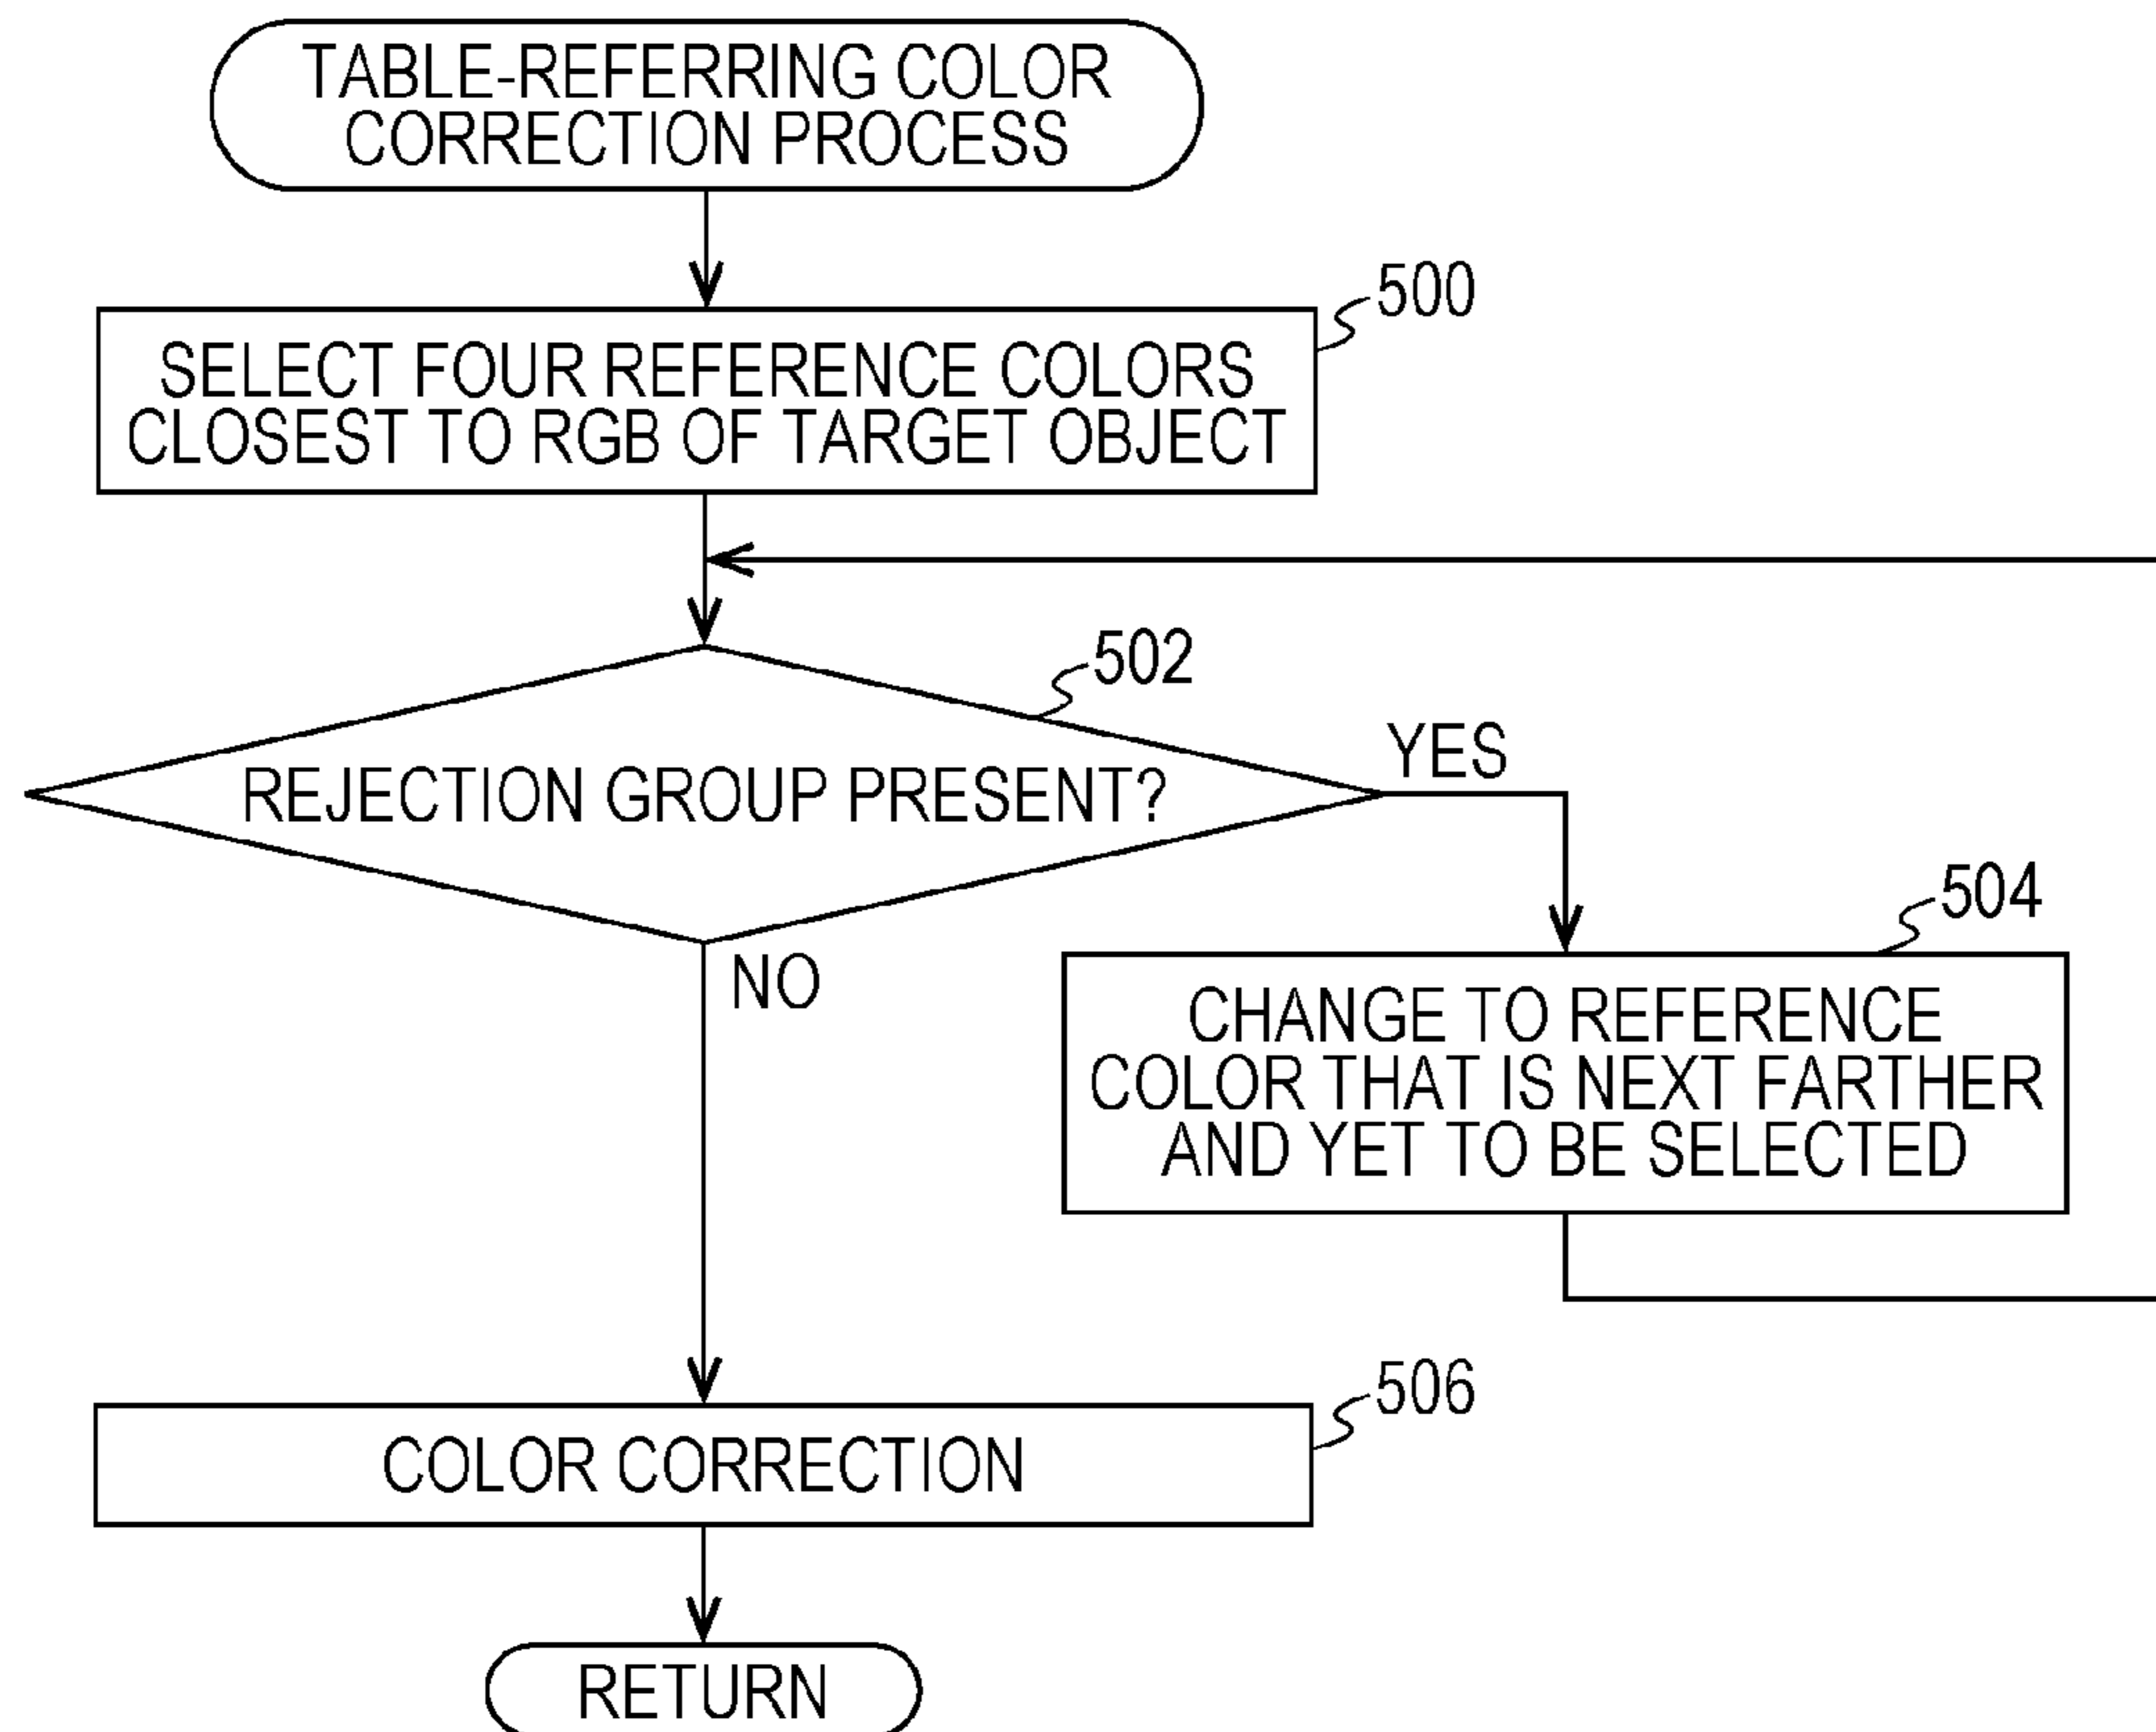 TABLE-REFERRING COLOR
CORRECTION PROCESS
500
SELECT FOUR REFERENCE COLORS
CLOSEST TO RGB OF TARGET OBJECT
502
REJECTION GROUP PRESENT?
YES
NO
504
CHANGE TO REFERENCE
COLOR THAT IS NEXT FARTHER
AND YET TO BE SELECTED
506
COLOR CORRECTION
RETURN